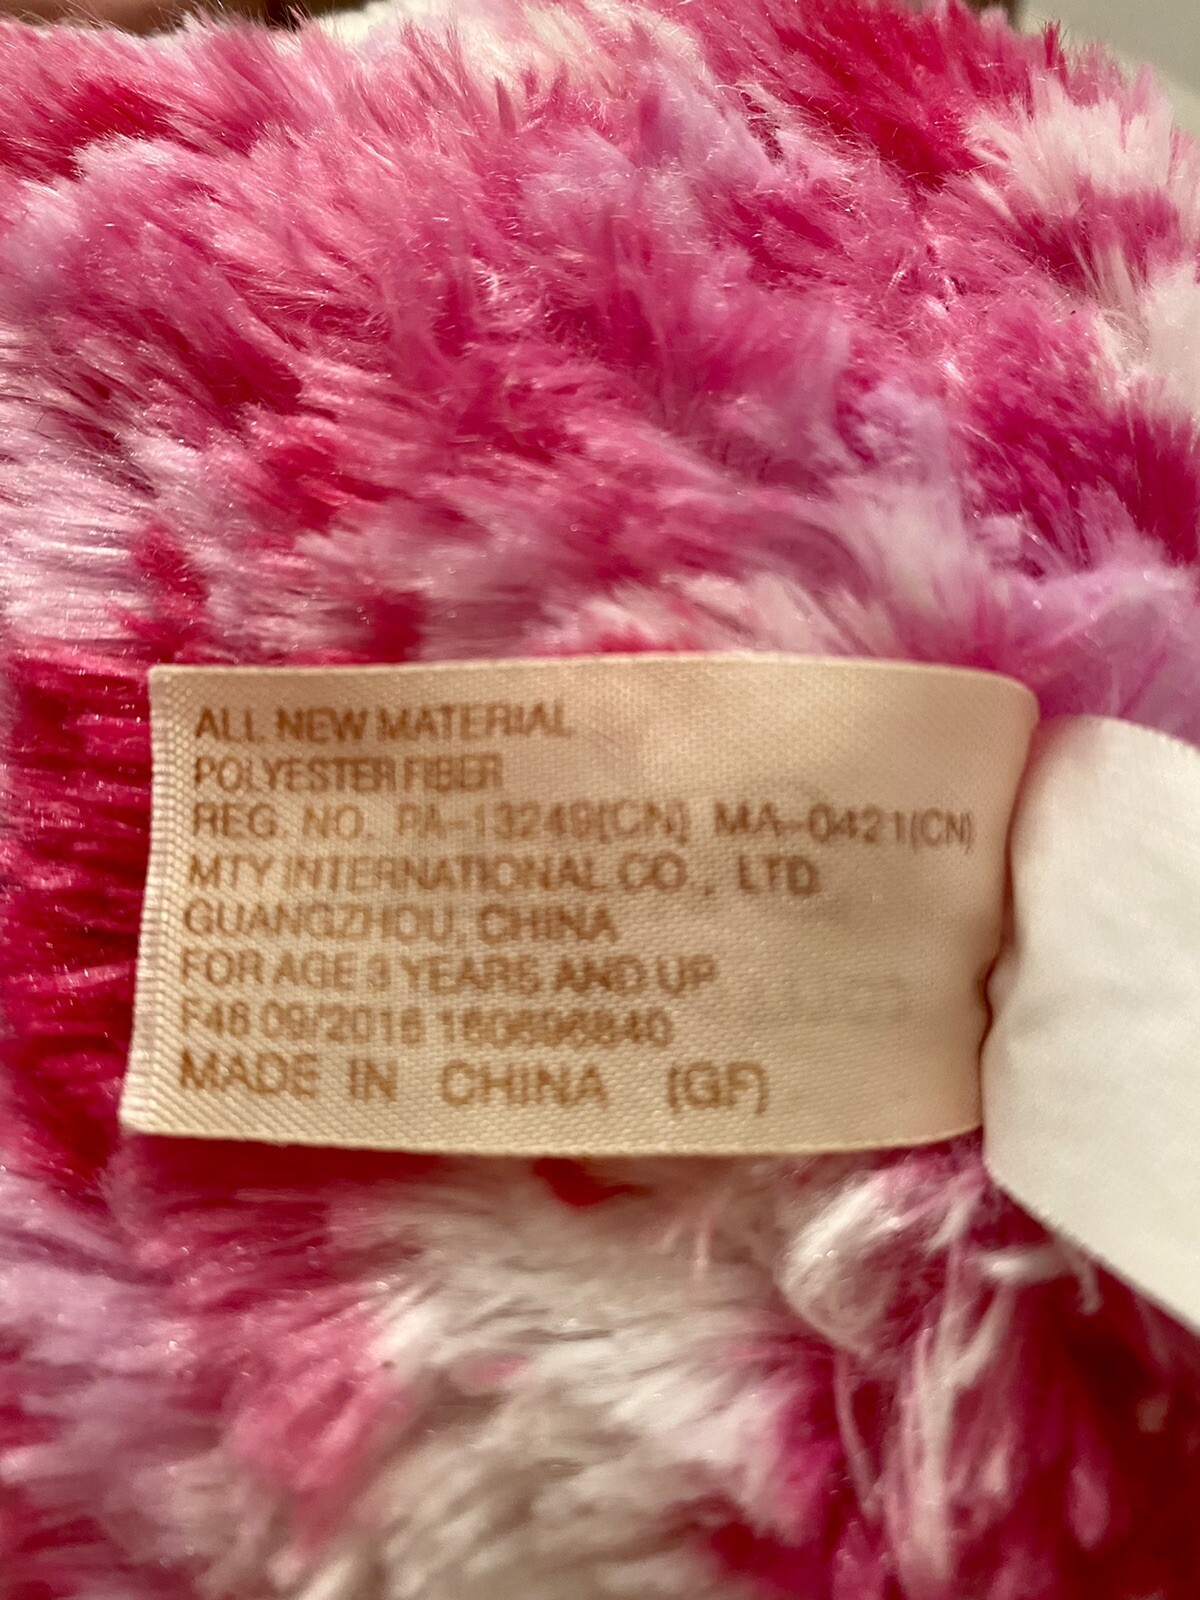 ALL NEW MATERIAL
POLYESTER FIBER
REG. NO. PA-13249(CN) MA-0421(CN)
MTY INTERNATIONAL CO., LTD.
GUANGZHOU, CHINA
FOR AGE 3 YEARS AND UP
F46 09/2016 160696840
MADE IN CHINA (GF)